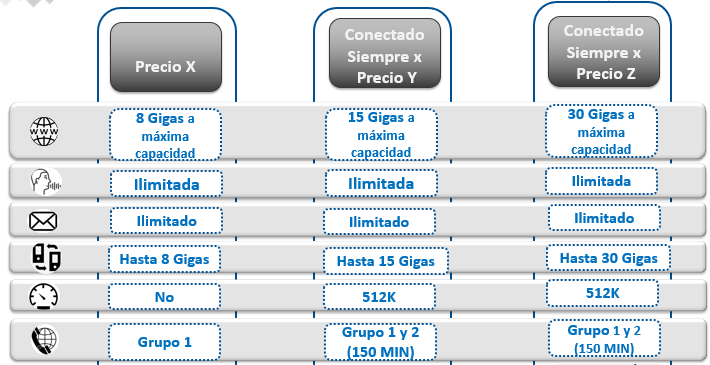 Precio X
Conectado
Siempre x
Precio Y
Conectado
Siempre x
Precio Z
www
8 Gigas a
máxima
capacidad
15 Gigas a
máxima
capacidad
30 Gigas a
máxima
capacidad
Ilimitada
Ilimitada
Ilimitada
Ilimitado
Ilimitado
Ilimitado
Hasta 8 Gigas
Hasta 15 Gigas
Hasta 30 Gigas
No
512K
512K
Grupo 1
Grupo 1 y 2
(150 MIN)
Grupo 1 y 2
(150 MIN)